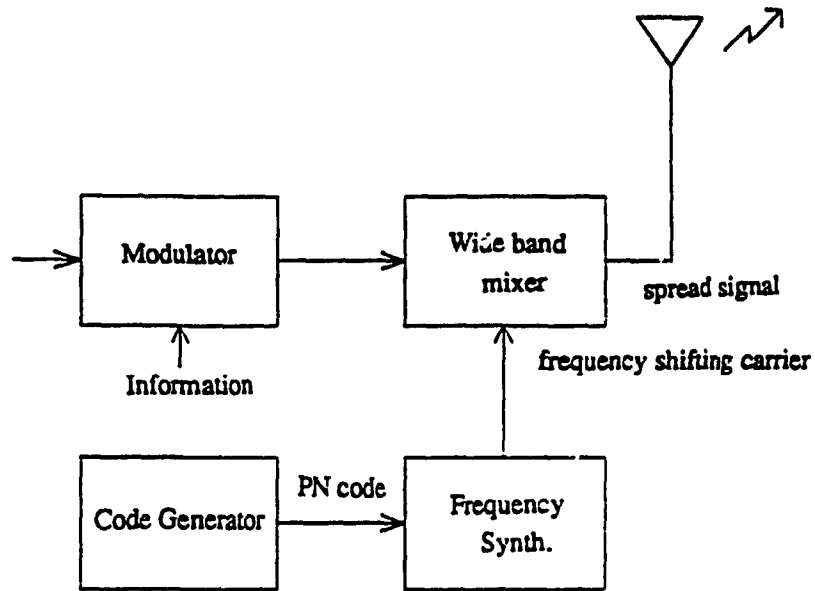 Modulator
Wide band
mixer
spread signal
Information
frequency shifting carrier
Code Generator
PN code
Frequency
Synth.